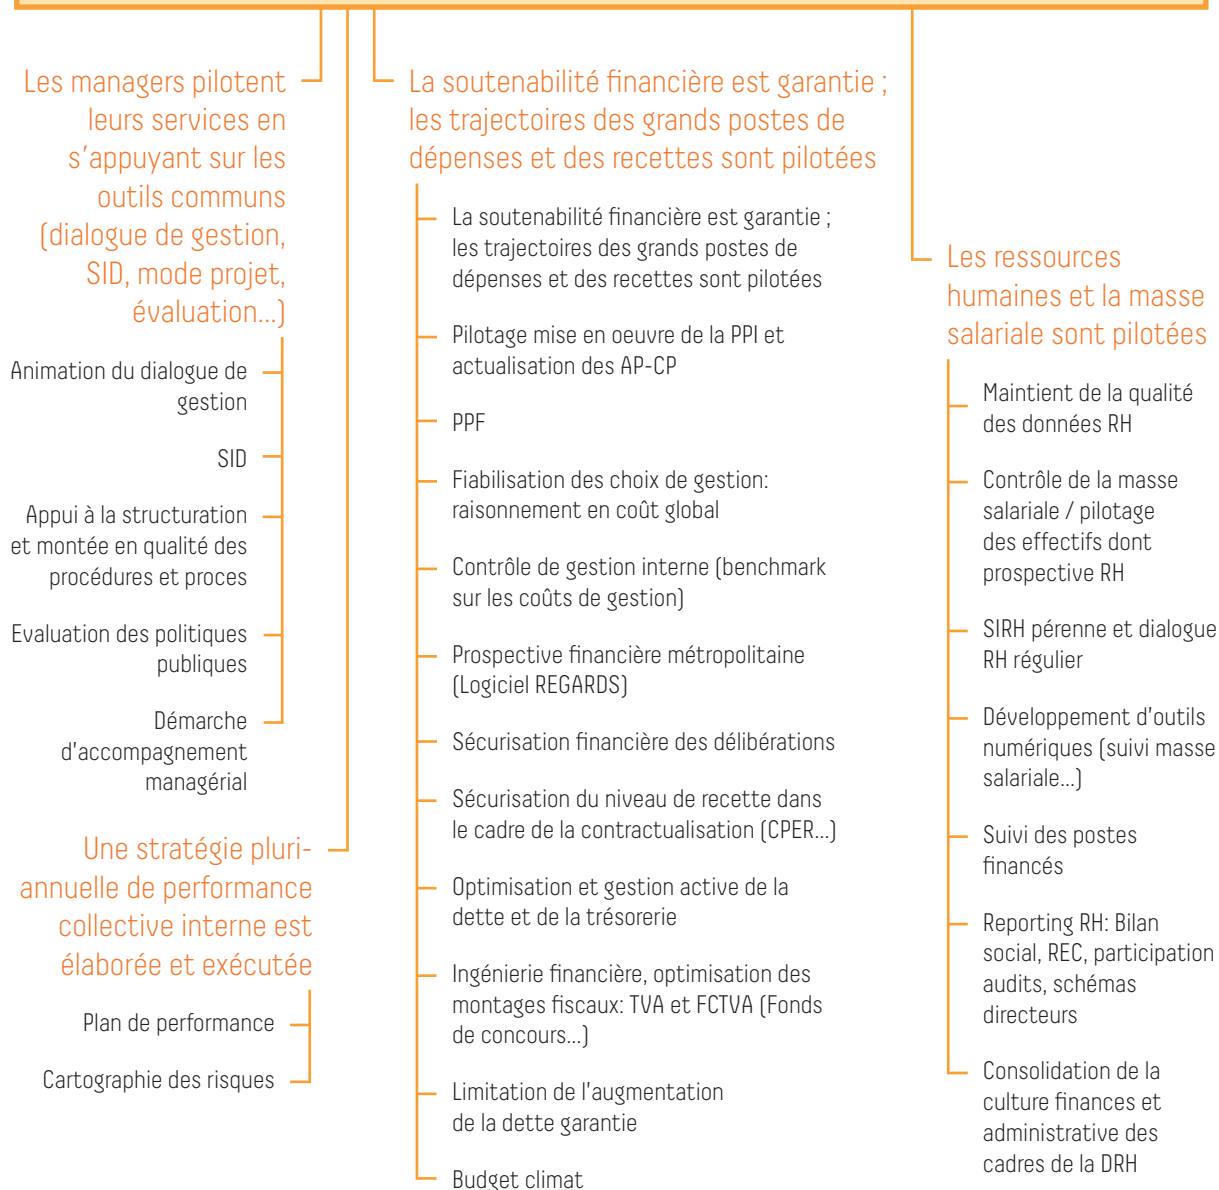 Les managers pilotent
leurs services en
s'appuyant sur les
outils communs
(dialogue de gestion,
SID, mode projet,
évaluation...)
Animation du dialogue de
gestion
SID
Appui à la structuration
et montée en qualité des
procédures et proces
Evaluation des politiques
publiques
Démarche
d'accompagnement
managérial
Une stratégie pluri-
annuelle de performance
collective interne est
élaborée et exécutée
Plan de performance
Cartographie des risques
La soutenabilité financière est garantie ;
les trajectoires des grands postes de
dépenses et des recettes sont pilotées
La soutenabilité financière est garantie ;
les trajectoires des grands postes de
dépenses et des recettes sont pilotées
Pilotage mise en oeuvre de la PPI et
actualisation des AP-CP
PPF
Fiabilisation des choix de gestion:
raisonnement en coût global
Contrôle de gestion interne (benchmark
sur les coûts de gestion)
Prospective financière métropolitaine
(Logiciel REGARDS)
Sécurisation financière des délibérations
Sécurisation du niveau de recette dans
le cadre de la contractualisation (CPER...)
Optimisation et gestion active de la
dette et de la trésorerie
Ingénierie financière, optimisation des
montages fiscaux: TVA et FCTVA (Fonds
de concours...)
Limitation de l'augmentation
de la dette garantie
Budget climat
Les ressources
humaines et la masse
salariale sont pilotées
Maintient de la qualité
des données RH
Contrôle de la masse
salariale / pilotage
des effectifs dont
prospective RH
SIRH pérenne et dialogue
RH régulier
Développement d'outils
numériques (suivi masse
salariale...)
Suivi des postes
financés
Reporting RH: Bilan
social, REC, participation
audits, schémas
directeurs
Consolidation de la
culture finances et
administrative des
cadres de la DRH